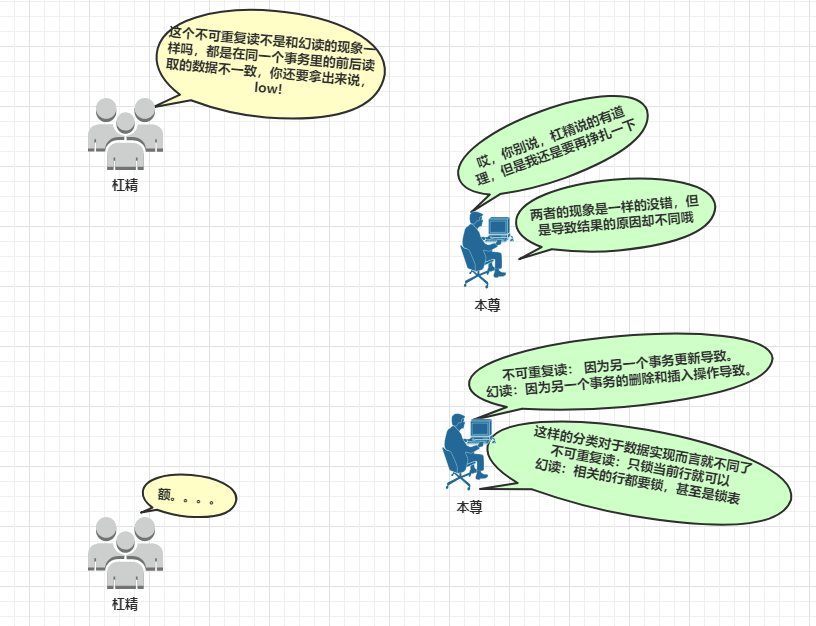 这个不可重复读不是和幻读的现象一
样吗，都是在同一个事务里的前后读
取的数据不一致，你还要拿出来说，
low!
杠精
哎，你别说，杠精说的有道
理，但是我还是要再挣扎一下
两者的现象是一样的没错，但
是导致结果的原因却不同哦
本尊
不可重复读： 因为另一个事务更新导致。
幻读：因为另一个事务的删除和插入操作导致。
这样的分类对于数据实现而言就不同了
不可重复读：只锁当前行就可以
幻读：相关的行都要锁，甚至是锁表
本尊
额。。。。
杠精